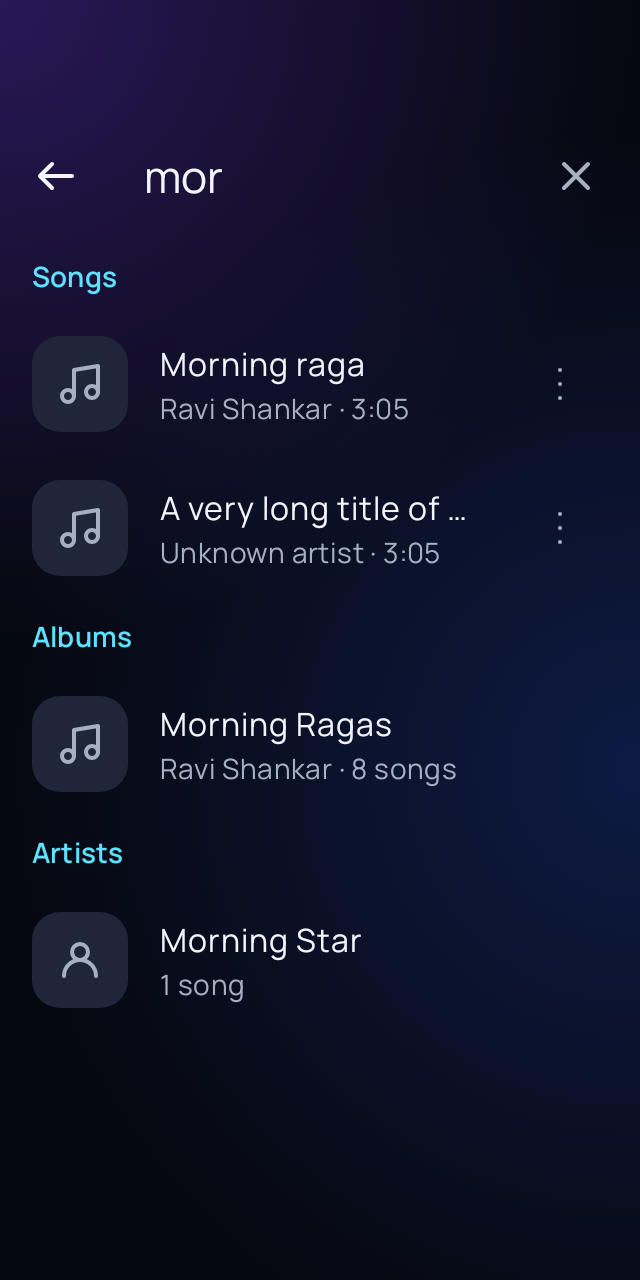 mor
Songs
Morning raga
Ravi Shankar · 3:05
A very long title of …
Unknown artist · 3:05
Albums
Morning Ragas
Ravi Shankar · 8 songs
Artists
Morning Star
1 song